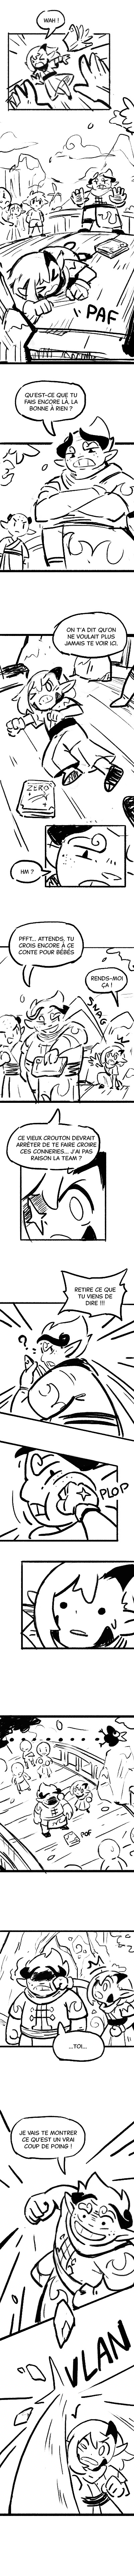 WAH !
PAF
QU'EST-CE QUE TU
FAIS ENCORE LÀ, LA
BONNE À RIEN ?
ON T'A DIT QU'ON
NE VOULAIT PLUS
JAMAIS TE VOIR ICI.
ZERO
HM ?
PFFT... ATTENDS, TU
CROIS ENCORE À CE
CONTE POUR BÉBÉS
RENDS-MOI
ÇA !
SNAG
CE VIEUX CROUTON DEVRAIT
ARRÊTER DE TE FAIRE CROIRE
CES CONNERIES... J'AI PAS
RAISON LA TEAM ?
RETIRE CE QUE
TU VIENS DE
DIRE !!!
? ?
PLOP
POF
...TOI...
JE VAIS TE MONTRER
CE QU'EST UN VRAI
COUP DE POING !
VLAN